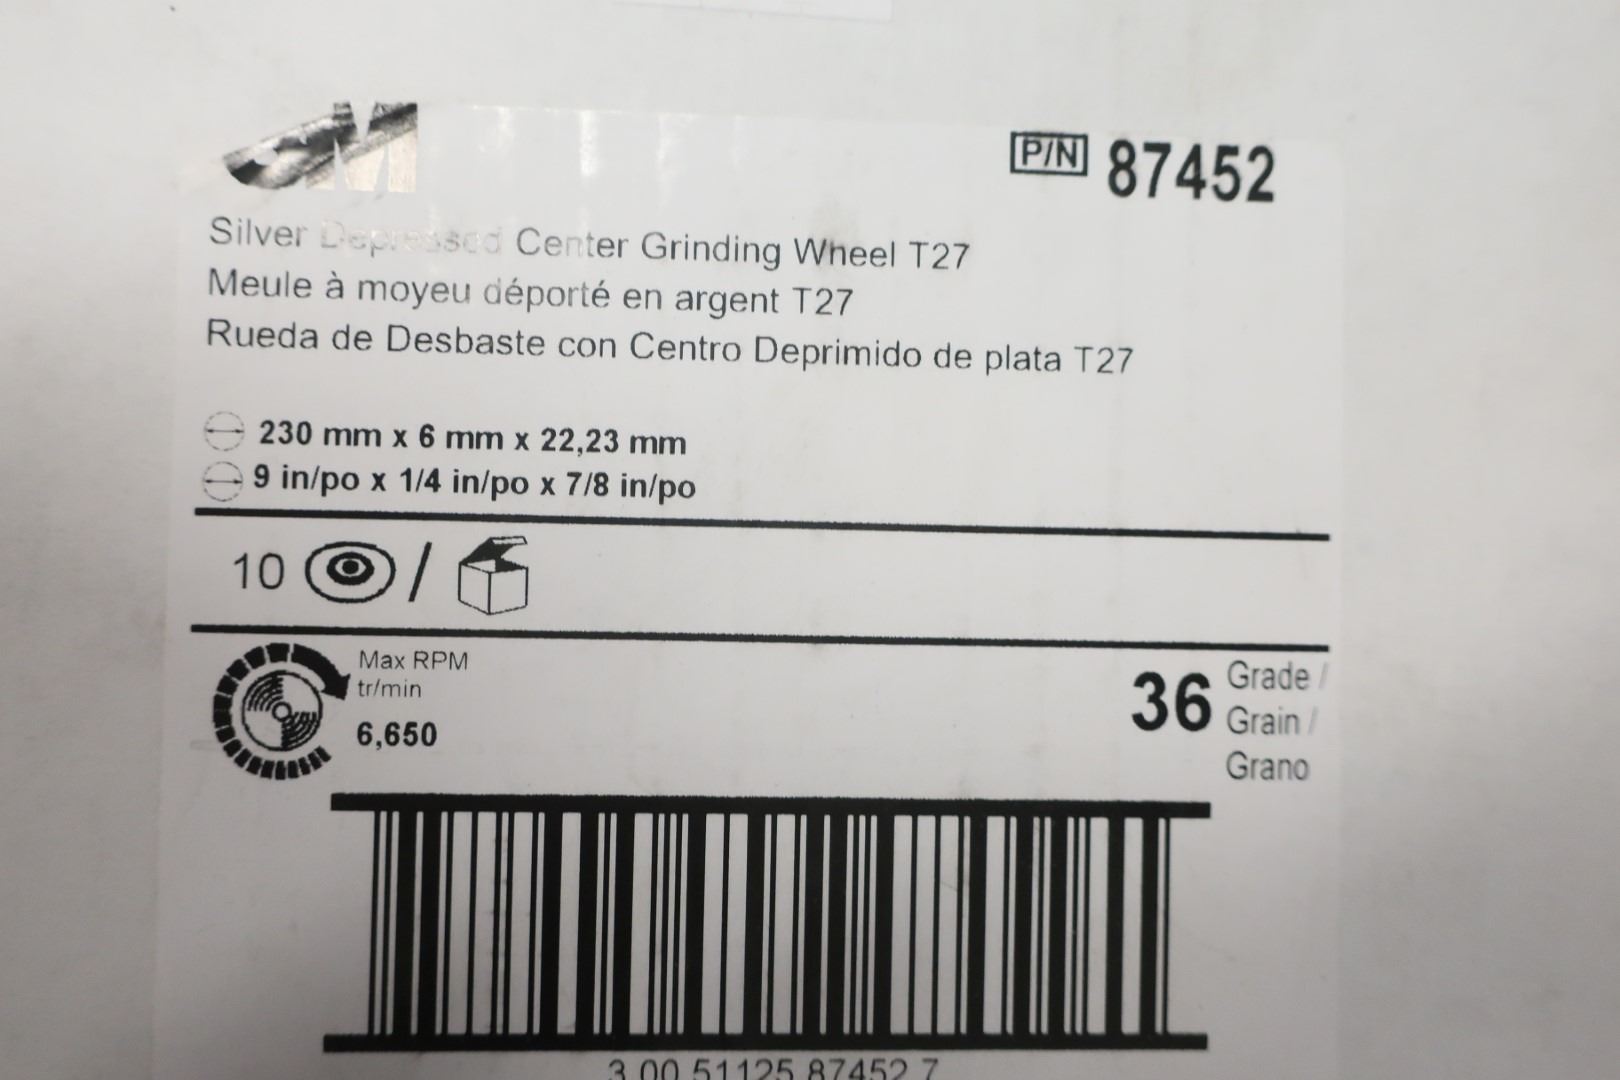 3M
P/N 87452
Silver Depressed Center Grinding Wheel T27
Meule à moyeu déporté en argent T27
Rueda de Desbaste con Centro Deprimido de plata T27
230 mm x 6 mm x 22,23 mm
9 in/po x 1/4 in/po x 7/8 in/po
10 /
Max RPM
tr/min
6,650
36 Grade /
Grain /
Grano
3 00 51125 87452 7